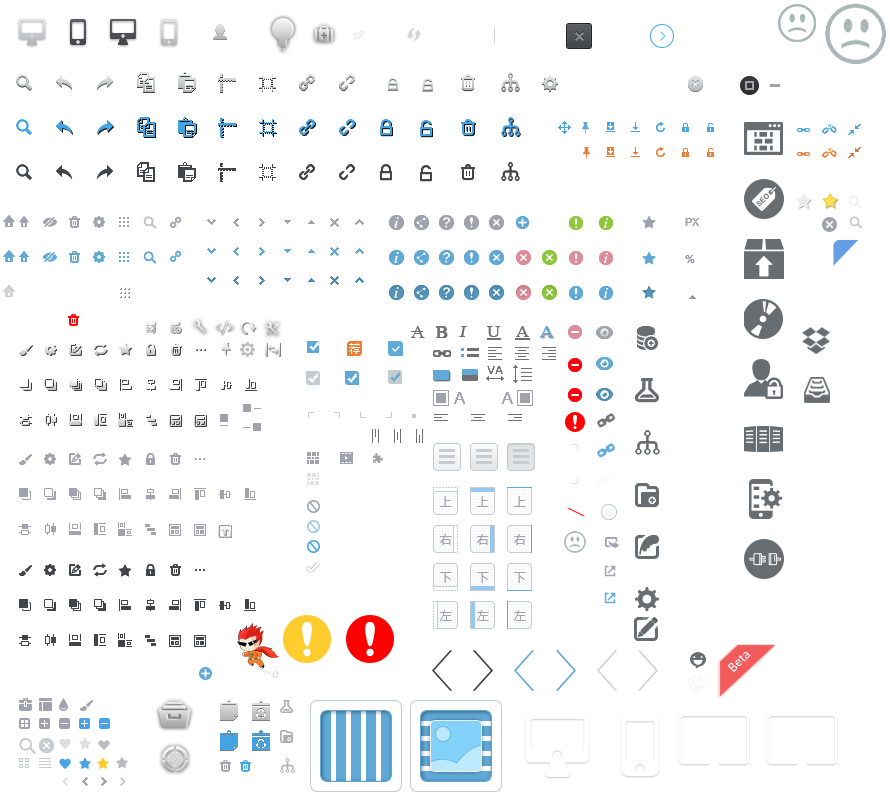 SEO
PX
%
荐
A B I U A A
VA
A A
上 上 上
右 右 右
下 下 下
左 左 左
Beta